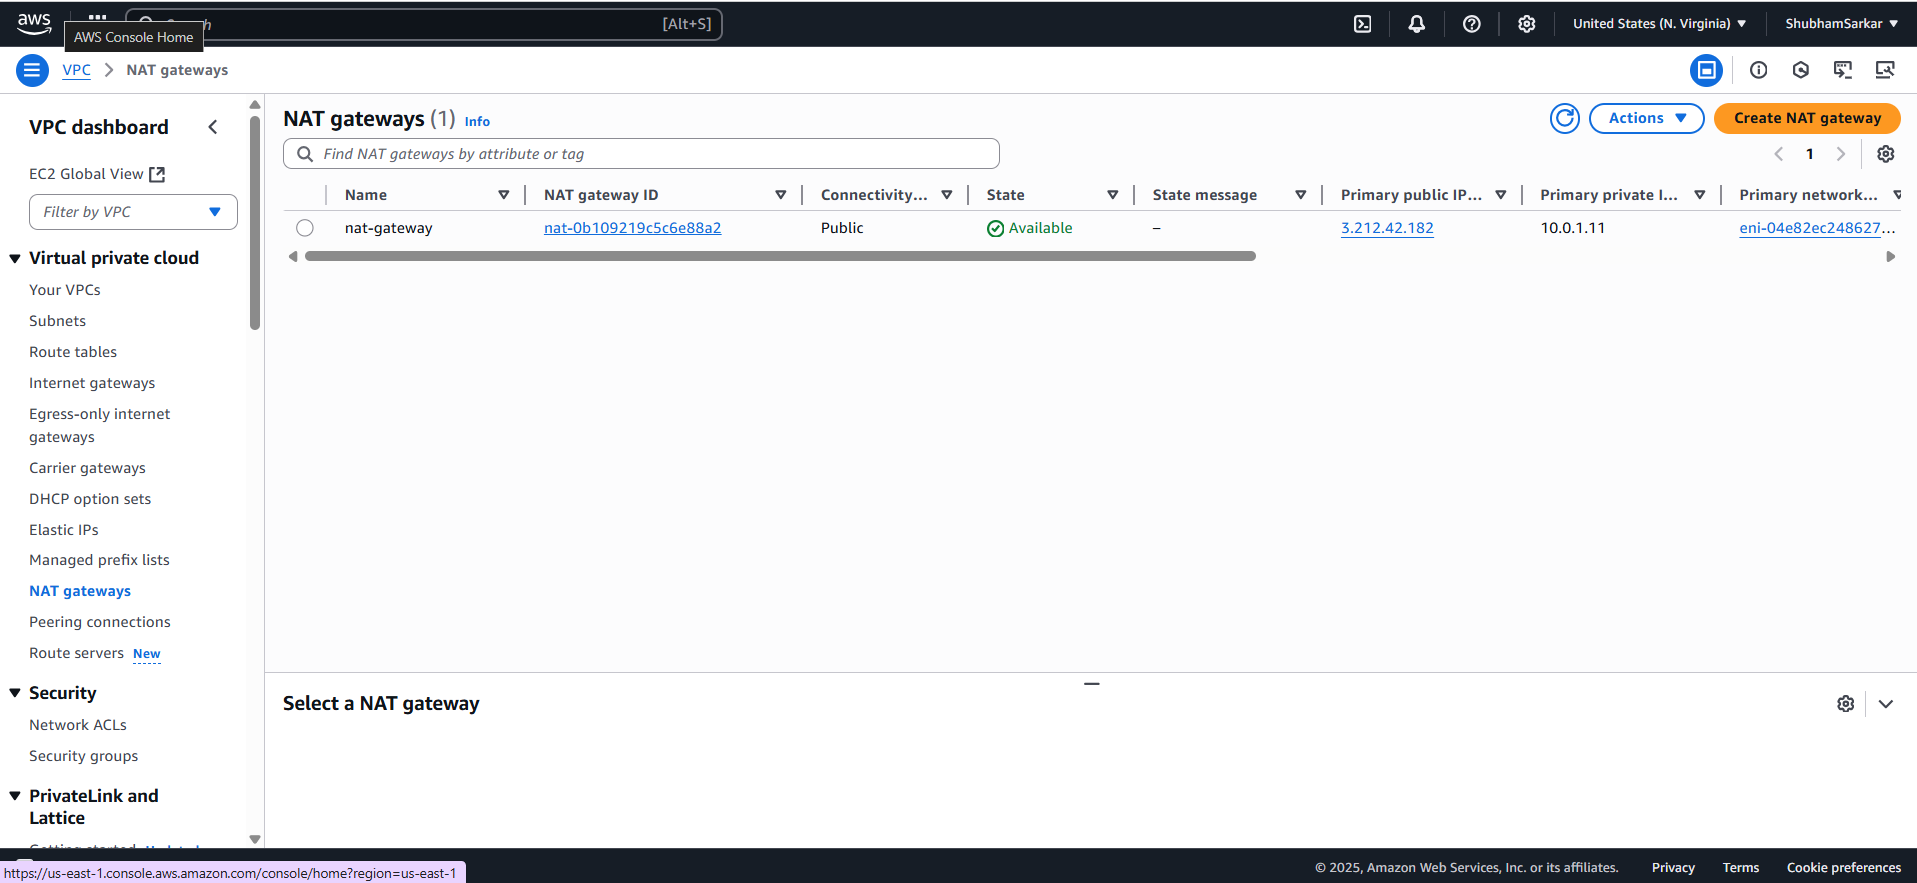 aws
h
[Alt+S]
United States (N. Virginia)
ShubhamSarkar
AWS Console Home
VPC
NAT gateways
VPC dashboard
EC2 Global View
Filter by VPC
Virtual private cloud
Your VPCs
Subnets
Route tables
Internet gateways
Egress-only internet
gateways
Carrier gateways
DHCP option sets
Elastic IPs
Managed prefix lists
NAT gateways
Peering connections
Route servers New
Security
Network ACLs
Security groups
PrivateLink and
Lattice
NAT gateways (1) Info
Actions
Create NAT gateway
Find NAT gateways by attribute or tag
1
Name NAT gateway ID Connectivity... State State message Primary public IP... Primary private I... Primary network...
nat-gateway nat-0b109219c5c6e88a2 Public Available – 3.212.42.182 10.0.1.11 eni-04e82ec248627...
Select a NAT gateway
https://us-east-1.console.aws.amazon.com/console/home?region=us-east-1
© 2025, Amazon Web Services, Inc. or its affiliates. Privacy Terms Cookie preferences